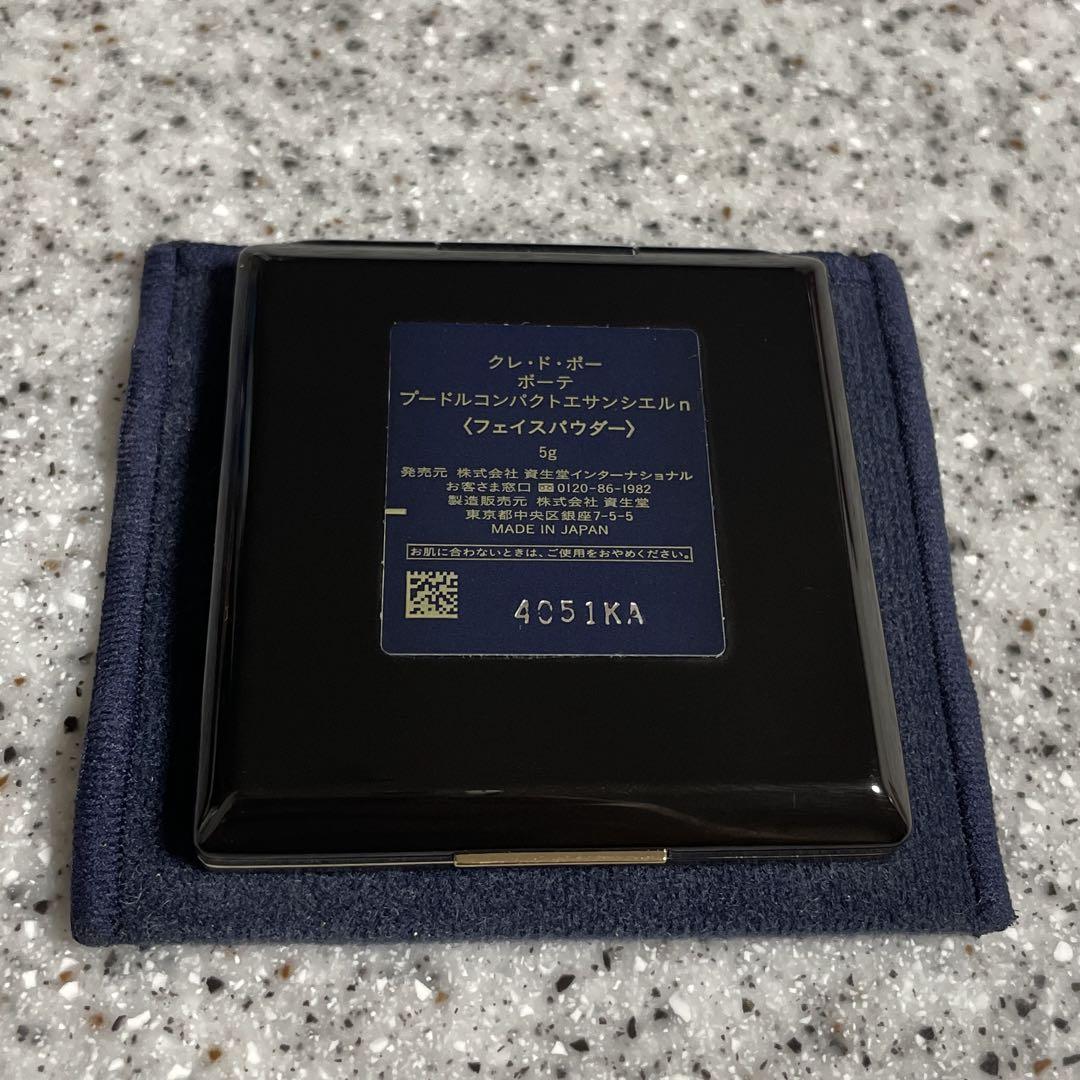 クレ・ド・ポー
ボーテ
プードルコンパクトエサンシエルn
〈フェイスパウダー〉
5g
発売元 株式会社 資生堂インターナショナル
お客さま窓口 0120-86-1982
製造販売元 株式会社 資生堂
東京都中央区銀座7-5-5
MADE IN JAPAN
お肌に合わないときは、ご使用をおやめください。
4051KA